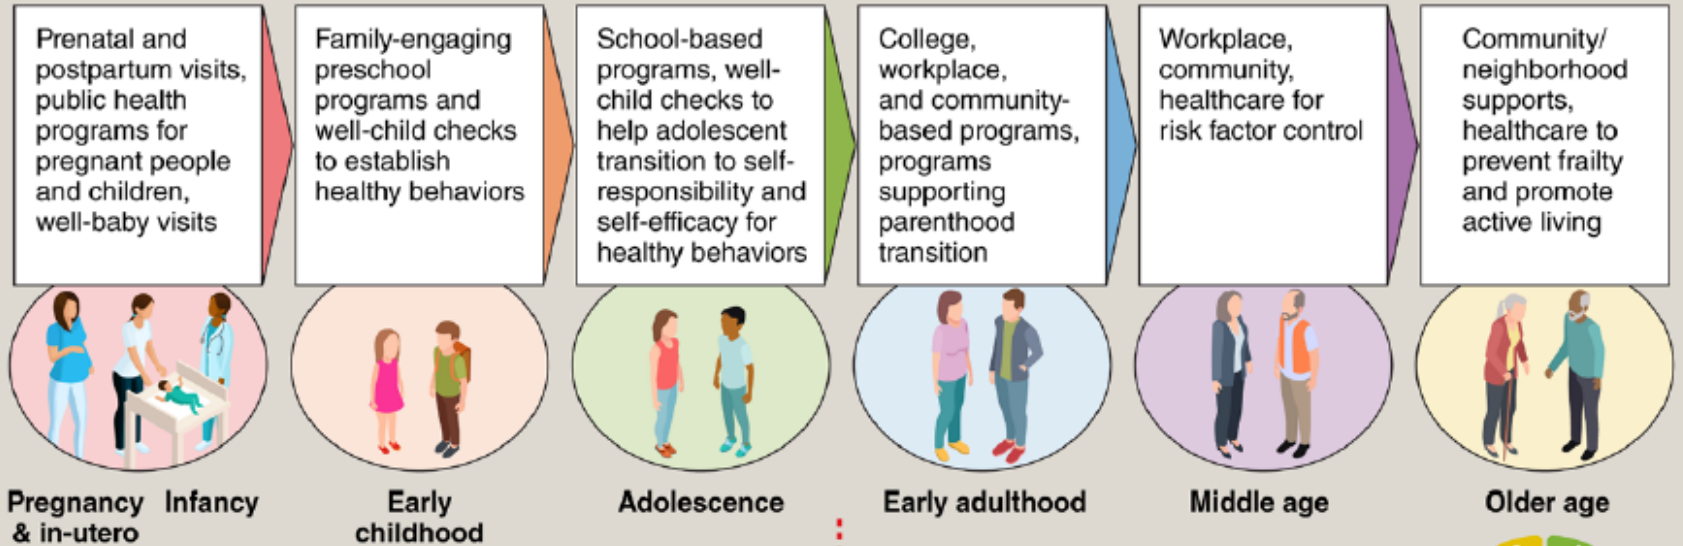 Prenatal and
postpartum visits,
public health
programs for
pregnant people
and children,
well-baby visits
Family-engaging
preschool
programs and
well-child checks
to establish
healthy behaviors
School-based
programs, well-
child checks to
help adolescent
transition to self-
responsibility and
self-efficacy for
healthy behaviors
College,
workplace,
and community-
based programs,
programs
supporting
parenthood
transition
Workplace,
community,
healthcare for
risk factor control
Community/
neighborhood
supports,
healthcare to
prevent frailty
and promote
active living
Pregnancy
& in-utero
Infancy
Early
childhood
Adolescence
Early adulthood
Middle age
Older age